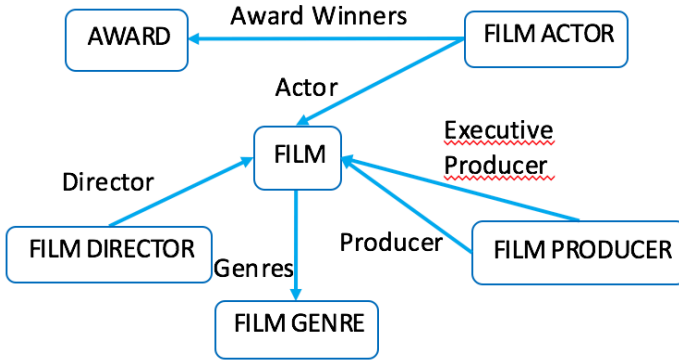 Award Winners
AWARD
FILM ACTOR
Actor
Executive
Producer
FILM
Director
Producer
FILM DIRECTOR
FILM PRODUCER
Genres
FILM GENRE